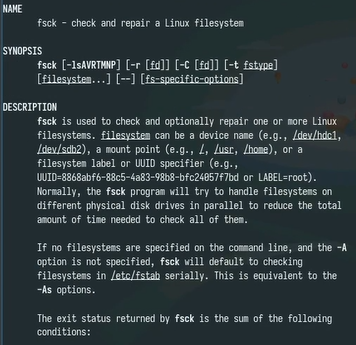 NAME
fsck - check and repair a Linux filesystem
SYNOPSIS
fsck [-lsAVRTMNP] [-r [fd]] [-C [fd]] [-t fstype]
[filesystem...] [--] [fs-specific-options]
DESCRIPTION
fsck is used to check and optionally repair one or more Linux
filesystems. filesystem can be a device name (e.g., /dev/hdc1,
/dev/sdb2), a mount point (e.g., /, /usr, /home), or a
filesystem label or UUID specifier (e.g.,
UUID=8868abf6-88c5-4a83-98b8-bfc24057f7bd or LABEL=root).
Normally, the fsck program will try to handle filesystems on
different physical disk drives in parallel to reduce the total
amount of time needed to check all of them.
If no filesystems are specified on the command line, and the -A
option is not specified, fsck will default to checking
filesystems in /etc/fstab serially. This is equivalent to the
-As options.
The exit status returned by fsck is the sum of the following
conditions: